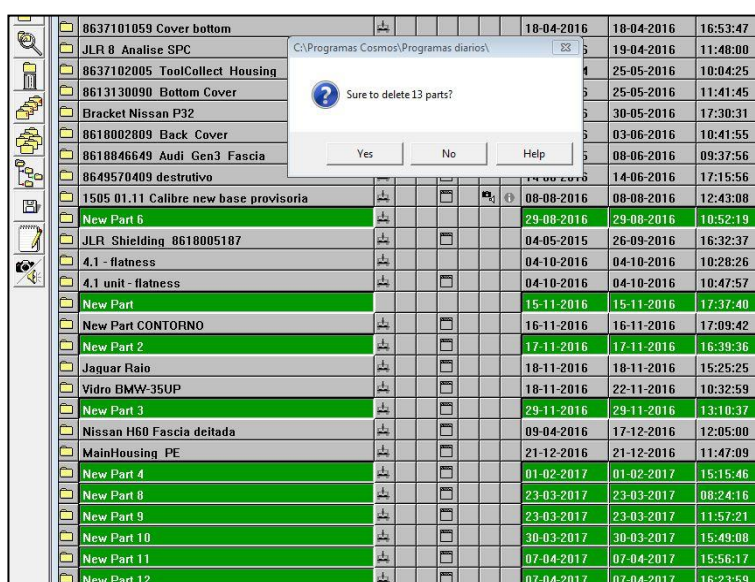 8637101059 Cover bottom 18-04-2016 18-04-2016 16:53:47
JLR 8 Analise SPC 19-04-2016 11:48:00
8637102005 ToolCollect Housing 25-05-2016 10:04:25
8613130090 Bottom Cover 25-05-2016 11:41:45
Bracket Nissan P32 30-05-2016 17:30:31
8618002809 Back Cover 03-06-2016 10:41:55
8618846649 Audi Gen3 Fascia 08-06-2016 09:37:56
8649570409 destrutivo 14-06-2016 14-06-2016 17:15:56
C:\Programas Cosmos\Programas diarios\
Sure to delete 13 parts?
Yes No Help
1505 01.11 Calibre new base provisoria 08-08-2016 08-08-2016 12:43:08
New Part 6 29-08-2016 29-08-2016 10:52:19
JLR Shielding 8618005187 04-05-2015 26-09-2016 16:32:37
4.1 - flatness 04-10-2016 04-10-2016 10:28:26
4.1 unit - flatness 04-10-2016 04-10-2016 10:47:57
New Part 15-11-2016 15-11-2016 17:37:40
New Part CONTORNO 16-11-2016 16-11-2016 17:09:42
New Part 2 17-11-2016 17-11-2016 16:39:36
Jaguar Raio 18-11-2016 18-11-2016 15:25:25
Vidro BMW-35UP 18-11-2016 22-11-2016 10:32:59
New Part 3 29-11-2016 29-11-2016 13:10:37
Nissan H60 Fascia deitada 09-04-2016 17-12-2016 12:05:00
MainHousing PE 21-12-2016 21-12-2016 11:47:09
New Part 4 01-02-2017 01-02-2017 15:15:46
New Part 8 23-03-2017 23-03-2017 08:24:16
New Part 9 23-03-2017 23-03-2017 11:57:21
New Part 10 30-03-2017 30-03-2017 15:49:08
New Part 11 07-04-2017 07-04-2017 15:56:17
New Part 12 07-04-2017 07-04-2017 16:23:59